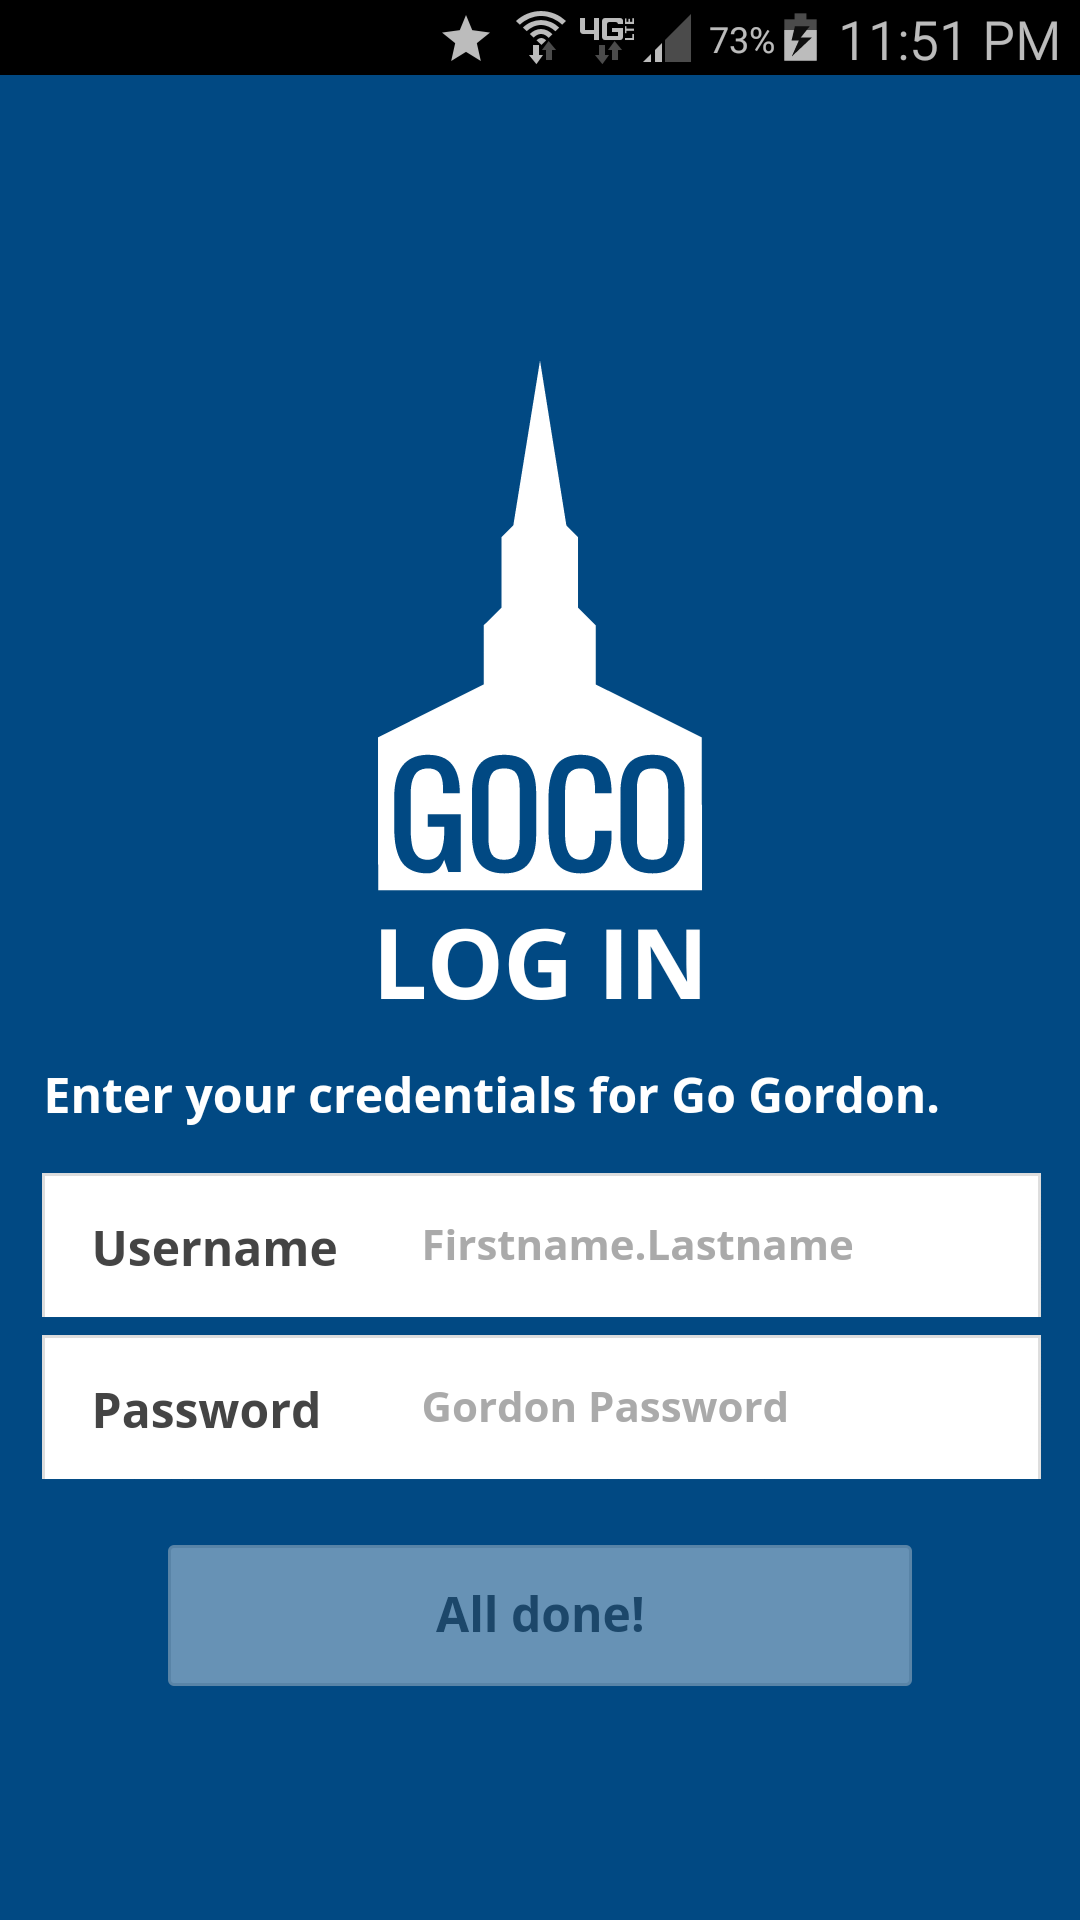 4G LTE 73% 11:51 PM
GOCO
LOG IN
Enter your credentials for Go Gordon.
Username Firstname.Lastname
Password Gordon Password
All done!